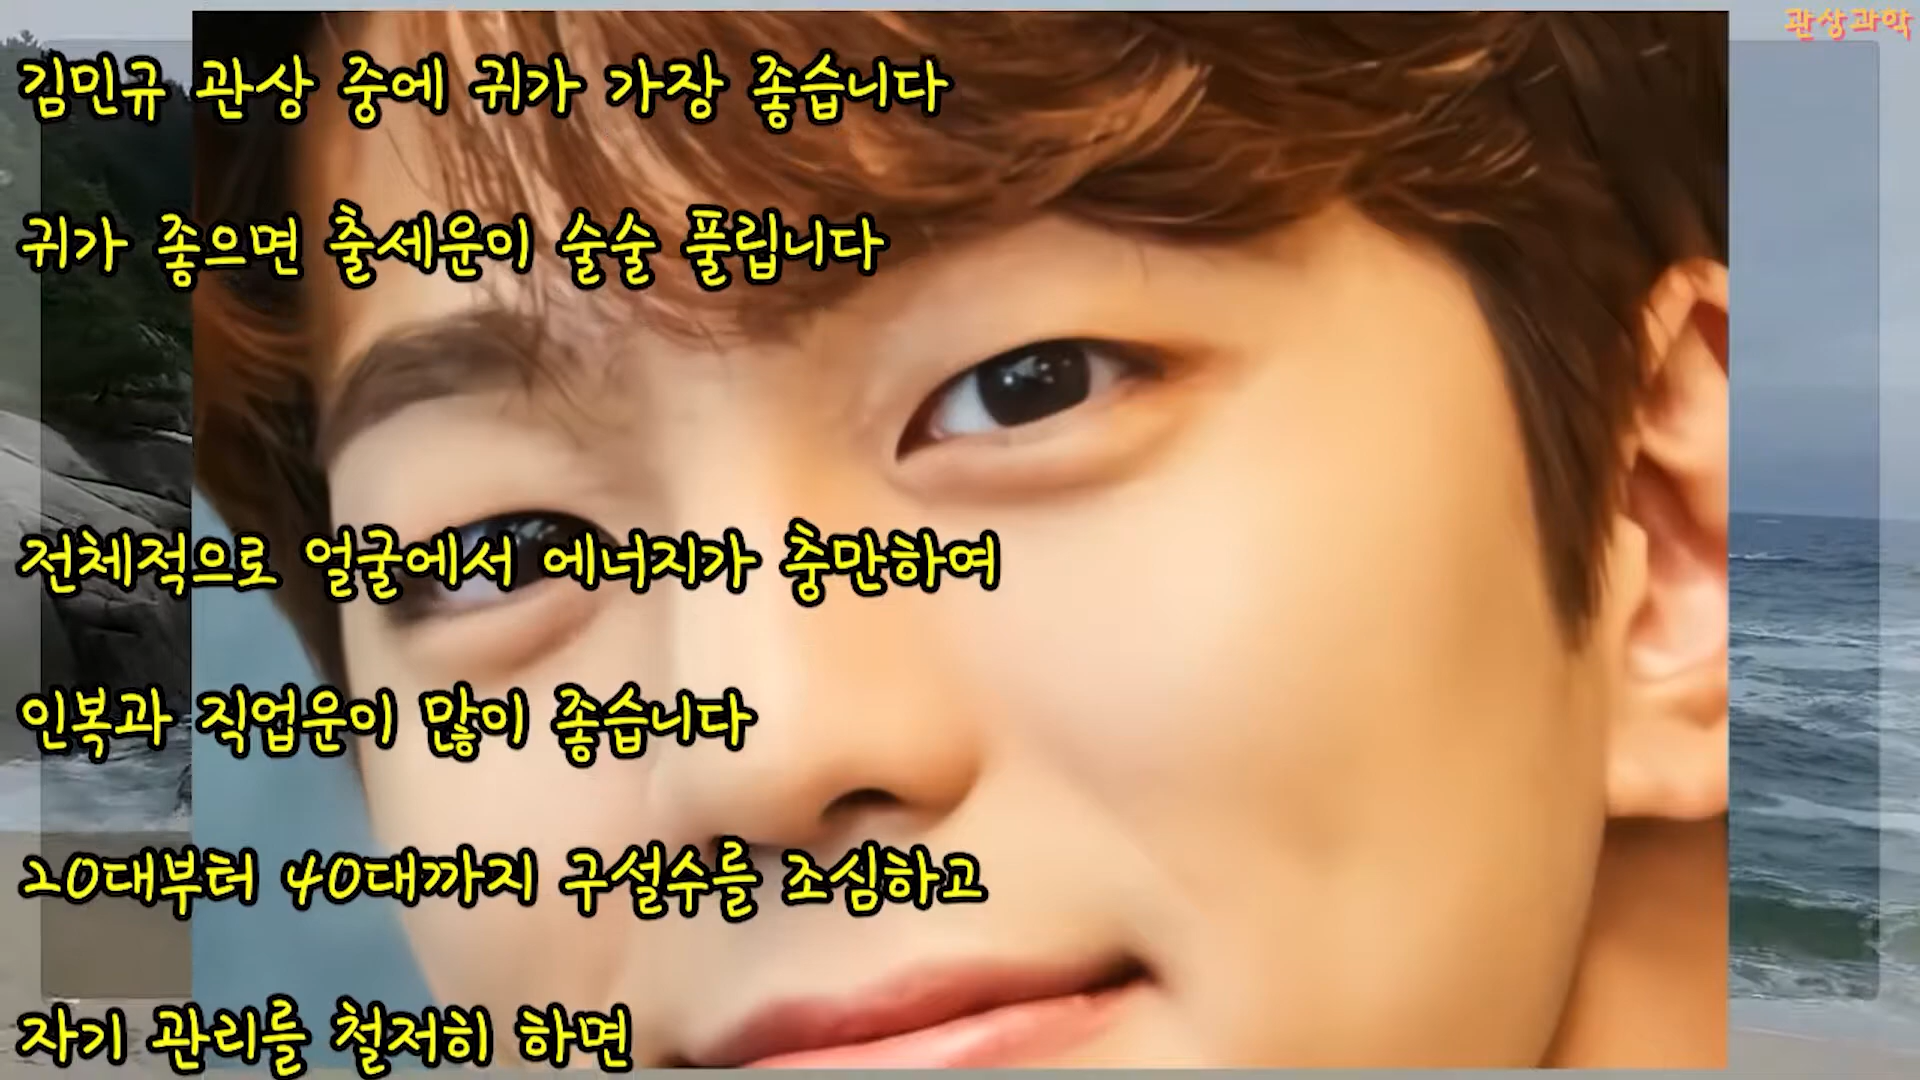 관상과학
김민규 관상 중에 귀가 가장 좋습니다
귀가 좋으면 출세운이 술술 풀립니다
전체적으로 얼굴에서 에너지가 충만하여
인복과 직업운이 많이 좋습니다
20대부터 40대까지 구설수를 조심하고
자기 관리를 철저히 하면